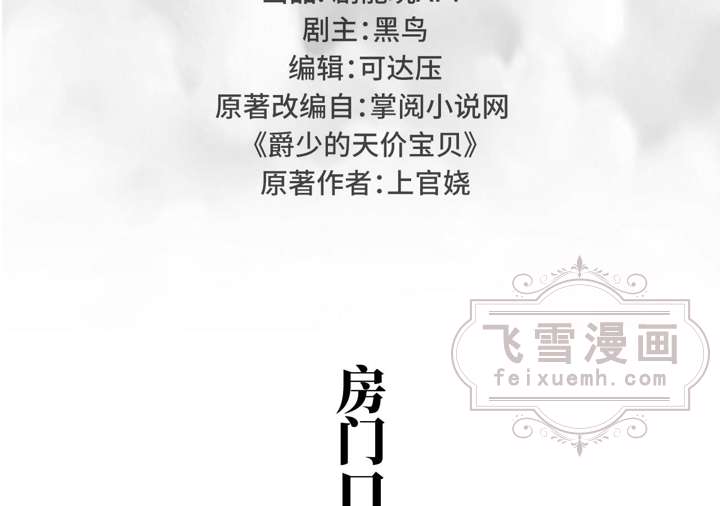 剧主：黑鸟
编辑：可达压
原著改编自：掌阅小说网
《爵少的天价宝贝》
原著作者：上官娆
飞雪漫画
feixuemh.com
房门口